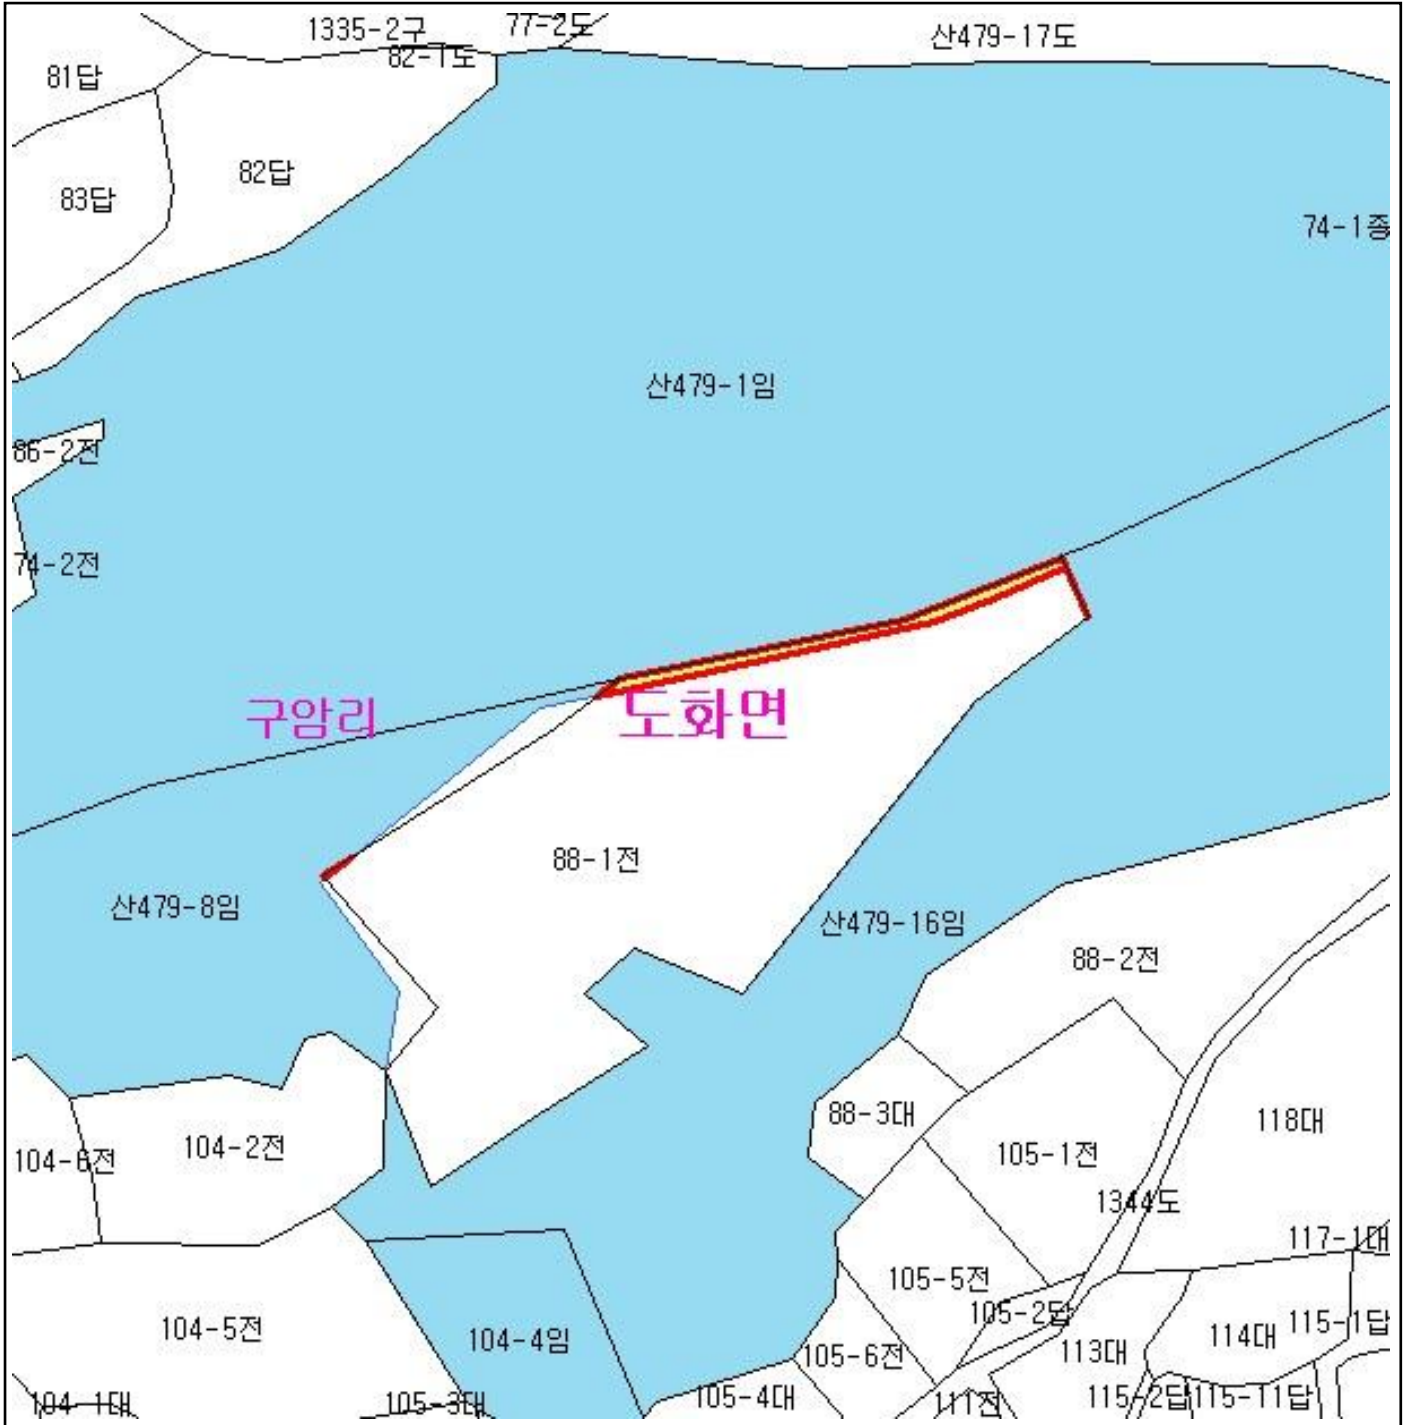 1335-2구
77-2도
산479-17도
82-1도
81답
82답
83답
74-1종
산479-1임
86-2전
74-2전
구암리
도화면
88-1전
산479-8임
산479-16임
88-2전
88-3대
118대
104-2전
104-6전
105-1전
1344도
117-1대
105-5전
105-2답
115-1답
104-5전
104-4임
114대
113대
105-6전
104-1대
105-3대
105-4대
111전
115-2답
115-11답